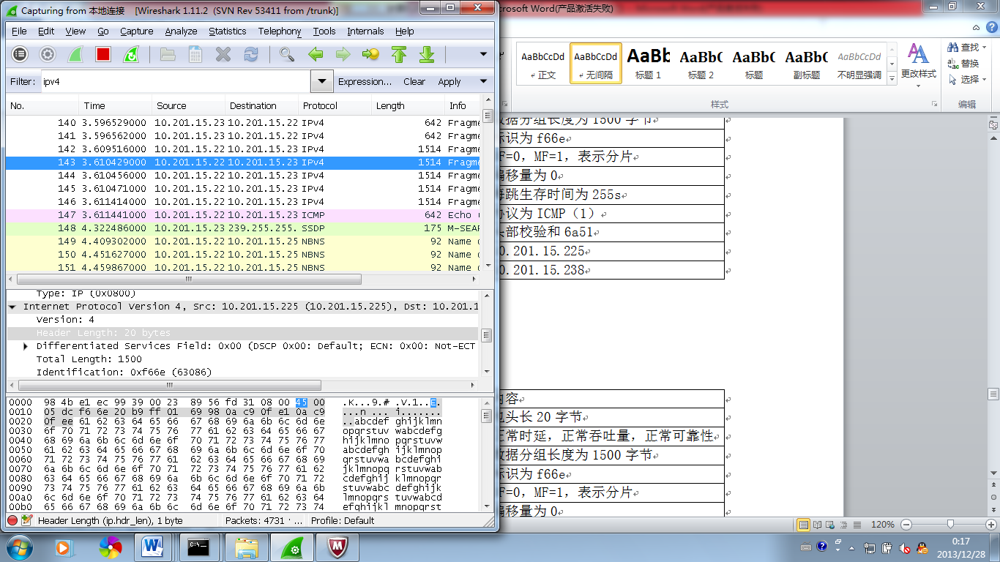 Capturing from 本地连接 [Wireshark 1.11.2 (SVN Rev 53411 from /trunk)]
File Edit View Go Capture Analyze Statistics Telephony Tools Internals Help
Filter: ipv4 Expression... Clear Apply
No. Time Source Destination Protocol Length Info
140 3.596529000 10.201.15.23 10.201.15.22 IPv4 642 Fragme
141 3.596562000 10.201.15.23 10.201.15.22 IPv4 642 Fragme
142 3.609516000 10.201.15.22 10.201.15.23 IPv4 1514 Fragme
143 3.610429000 10.201.15.22 10.201.15.23 IPv4 1514 Fragme
144 3.610456000 10.201.15.22 10.201.15.23 IPv4 1514 Fragme
145 3.610471000 10.201.15.22 10.201.15.23 IPv4 1514 Fragme
146 3.611414000 10.201.15.22 10.201.15.23 IPv4 1514 Fragme
147 3.611441000 10.201.15.22 10.201.15.23 ICMP 642 Echo
148 4.322486000 10.201.15.23 239.255.255. SSDP 175 M-SEAR
149 4.409302000 10.201.15.22 10.201.15.25 NBNS 92 Name
150 4.451627000 10.201.15.22 10.201.15.25 NBNS 92 Name
151 4.459867000 10.201.15.22 10.201.15.25 NBNS 92 Name
Type: IP (0x0800)
Internet Protocol Version 4, Src: 10.201.15.225 (10.201.15.225), Dst: 10.201.1
Version: 4
Header Length: 20 bytes
Differentiated Services Field: 0x00 (DSCP 0x00: Default; ECN: 0x00: Not-ECT
Total Length: 1500
Identification: 0xf66e (63086)
0000 98 4b e1 ec 99 39 00 23 89 56 fd 31 08 00 45 00 .K...9.# .V.1..E.
0010 05 dc f6 6e 20 b9 ff 01 69 98 0a c9 0f e1 0a c9 ...n ... i.......
0020 0f ee 61 62 63 64 65 66 67 68 69 6a 6b 6c 6d 6e ..abcdef ghijklmn
0030 6f 70 71 72 73 74 75 76 77 61 62 63 64 65 66 67 opqrstuv wabcdefg
0040 68 69 6a 6b 6c 6d 6e 6f 70 71 72 73 74 75 76 77 hijklmno pqrstuvw
0050 61 62 63 64 65 66 67 68 69 6a 6b 6c 6d 6e 6f 70 abcdefgh ijklmnop
0060 71 72 73 74 75 76 77 61 62 63 64 65 66 67 68 69 qrstuvwa bcdefghi
0070 6a 6b 6c 6d 6e 6f 70 71 72 73 74 75 76 77 61 62 jklmnopq rstuvwab
0080 63 64 65 66 67 68 69 6a 6b 6c 6d 6e 6f 70 71 72 cdefghij klmnopqr
0090 73 74 75 76 77 61 62 63 64 65 66 67 68 69 6a 6b stuvwabc defghijk
00a0 6c 6d 6e 6f 70 71 72 73 74 75 76 77 61 62 63 64 lmnopqrs tuvwabcd
00b0 65 66 67 68 69 6a 6b 6c 6d 6e 6f 70 71 72 73 74 efghijkl mnopqrst
Header Length (ip.hdr_len), 1 byte Packets: 4731 · ... Profile: Default
icrosoft Word(产品激活失败)
AaBbCcDd AaBbCcDd AaBb AaBbC AaBbC AaBbC AaBbCcDd
正文 无间隔 标题 1 标题 2 标题 副标题 不明显强调 更改样式
查找
替换
选择
样式 编辑
数据分组长度为 1500 字节
标识为 f66e
F=0，MF=1，表示分片
偏移量为 0
每跳生存时间为 255s
协议为 ICMP（1）
头部校验和 6a51
0.201.15.225
0.201.15.238
内容
包头长 20 字节
正常时延，正常吞吐量，正常可靠性
数据分组长度为 1500 字节
标识为 f66e
F=0，MF=1，表示分片
偏移量为 0
120%
0:17
2013/12/28